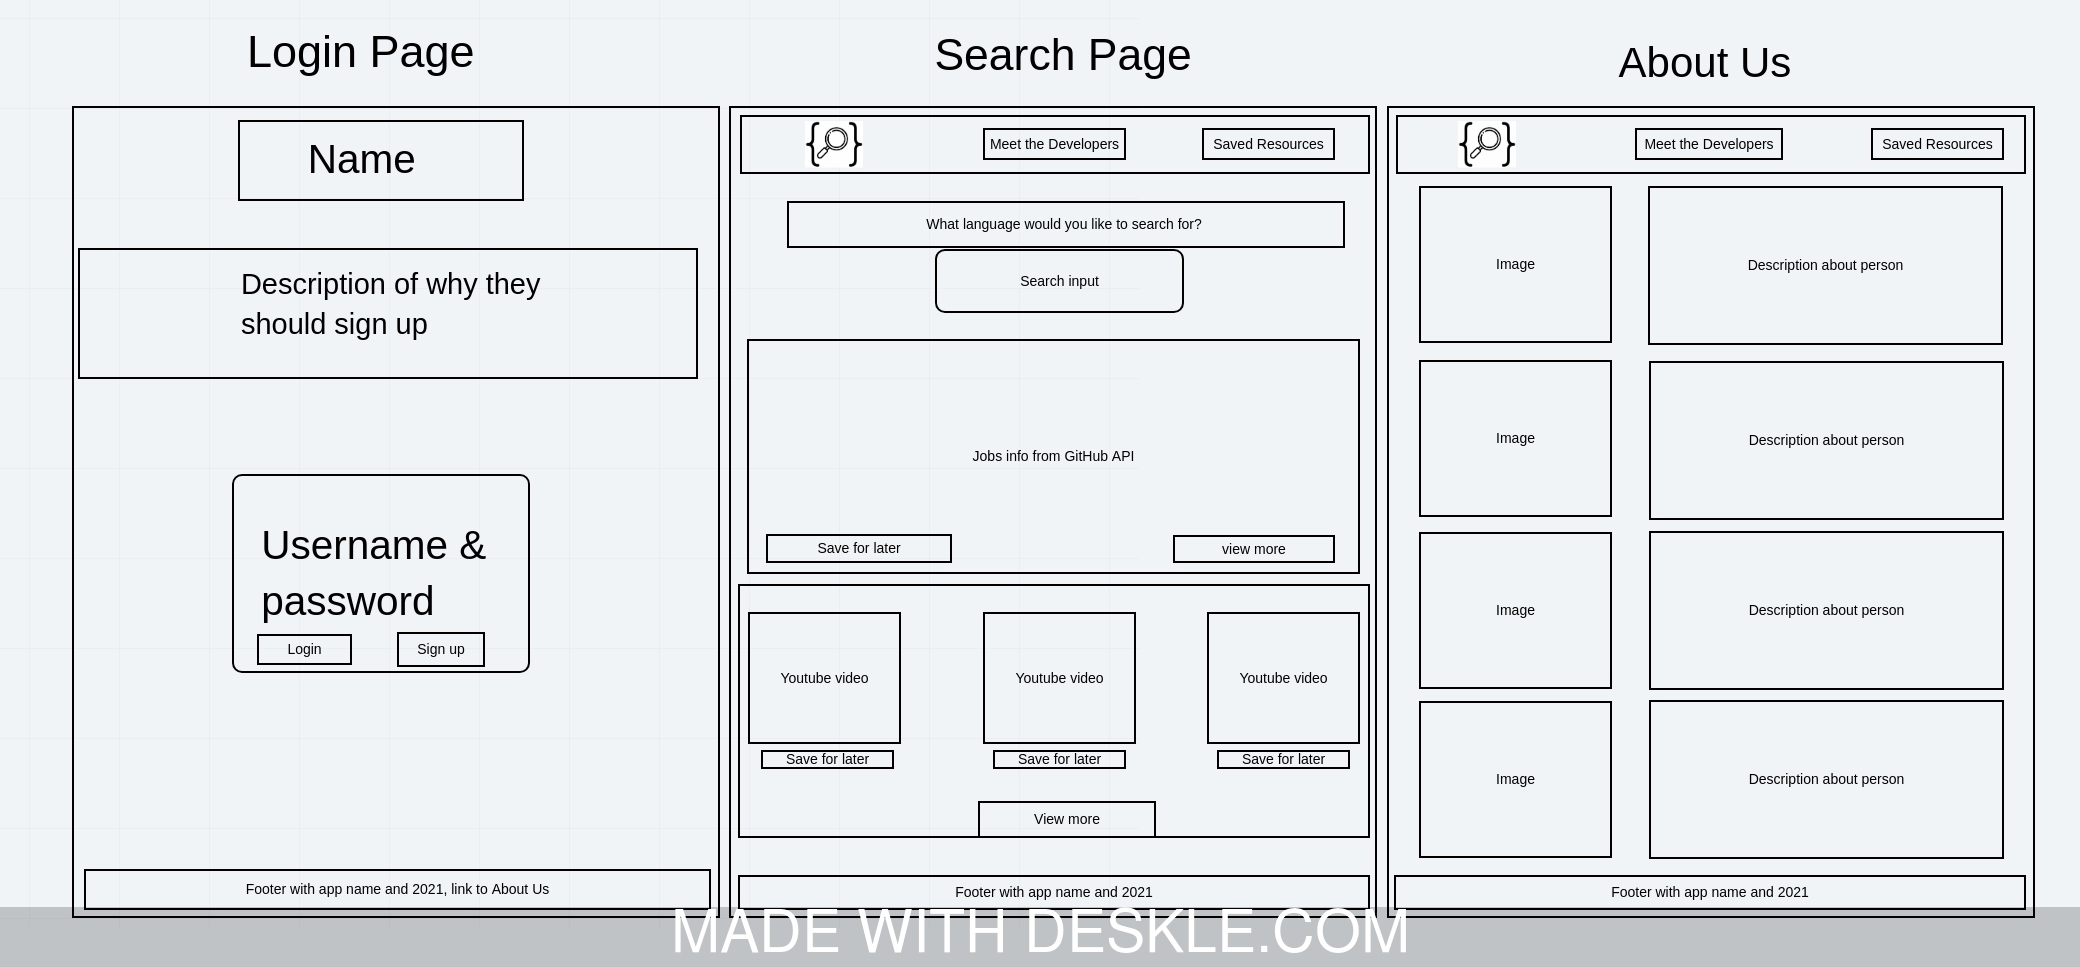 Login Page
Name
Description of why they
should sign up
Username &
password
Login
Sign up
Footer with app name and 2021, link to About Us
Search Page
Meet the Developers
Saved Resources
What language would you like to search for?
Search input
Jobs info from GitHub API
Save for later
view more
Youtube video
Youtube video
Youtube video
Save for later
Save for later
Save for later
View more
Footer with app name and 2021
About Us
Meet the Developers
Saved Resources
Image
Description about person
Image
Description about person
Image
Description about person
Image
Description about person
Footer with app name and 2021
MADE WITH DESKLE.COM